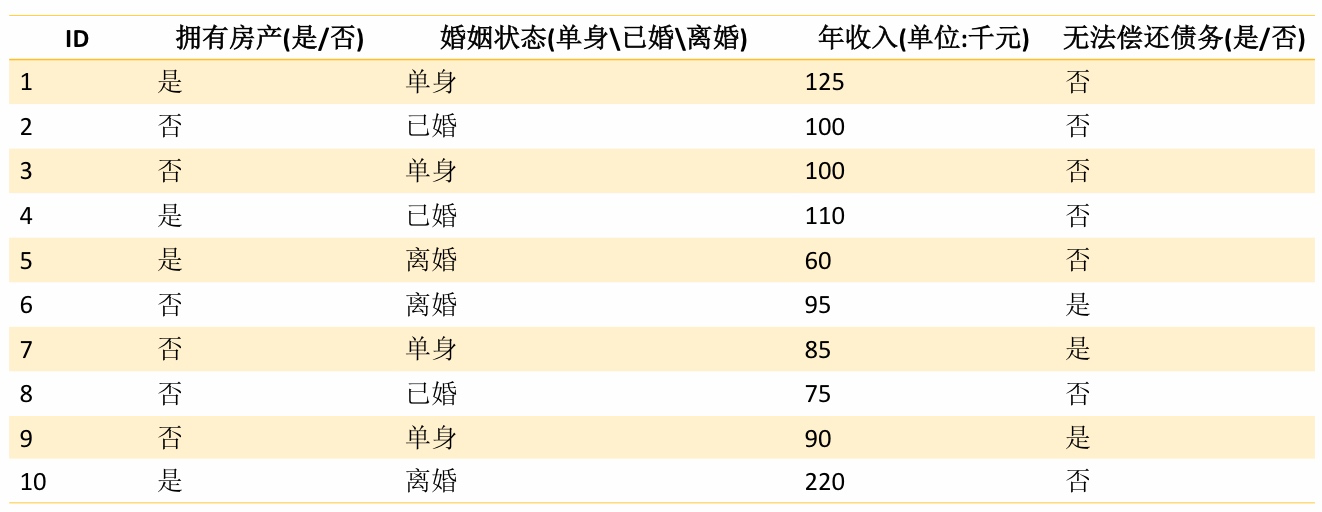 ID 拥有房产(是/否) 婚姻状态(单身\已婚\离婚) 年收入(单位:千元) 无法偿还债务(是/否)
1 是 单身 125 否
2 否 已婚 100 否
3 否 单身 100 否
4 是 已婚 110 否
5 是 离婚 60 否
6 否 离婚 95 是
7 否 单身 85 是
8 否 已婚 75 否
9 否 单身 90 是
10 是 离婚 220 否